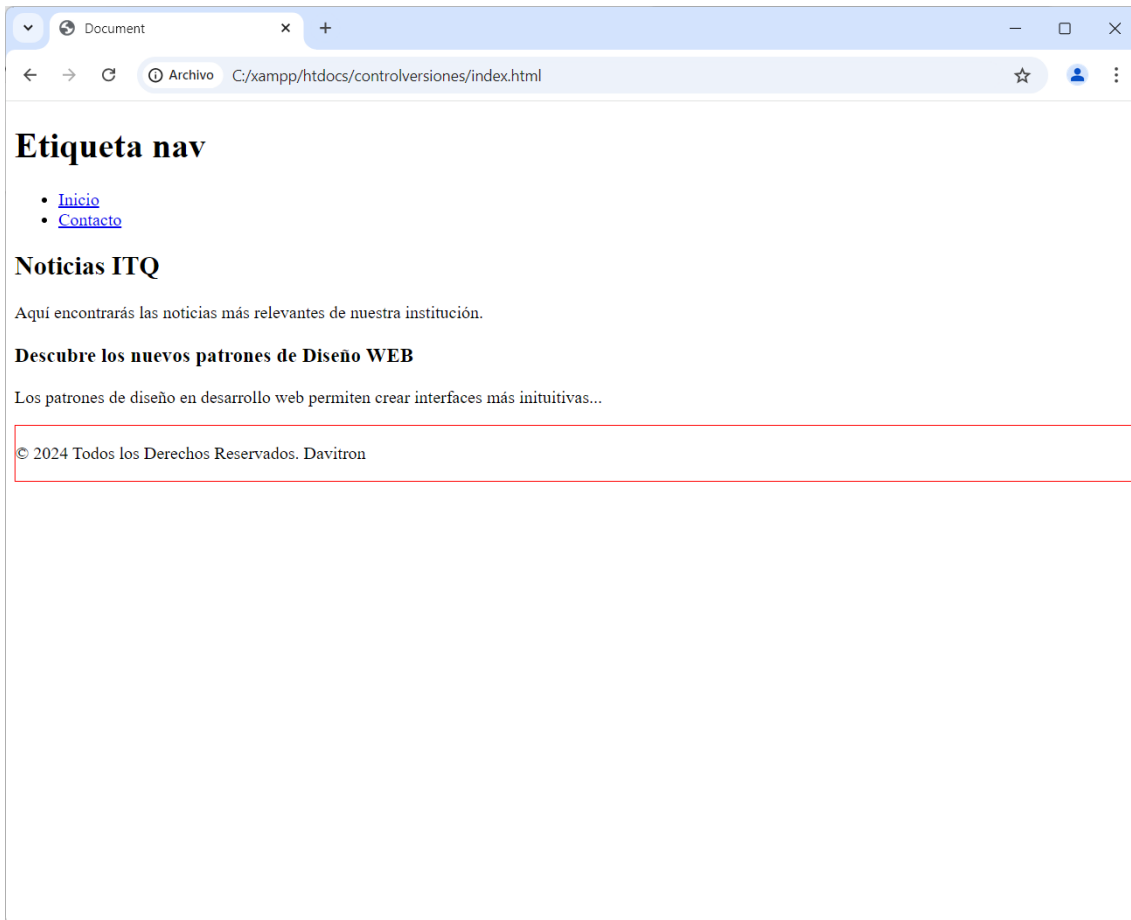 Document
Archivo C:/xampp/htdocs/controlversiones/index.html
Etiqueta nav
Inicio
Contacto
Noticias ITQ
Aquí encontrarás las noticias más relevantes de nuestra institución.
Descubre los nuevos patrones de Diseño WEB
Los patrones de diseño en desarrollo web permiten crear interfaces más inituitivas...
© 2024 Todos los Derechos Reservados. Davitron